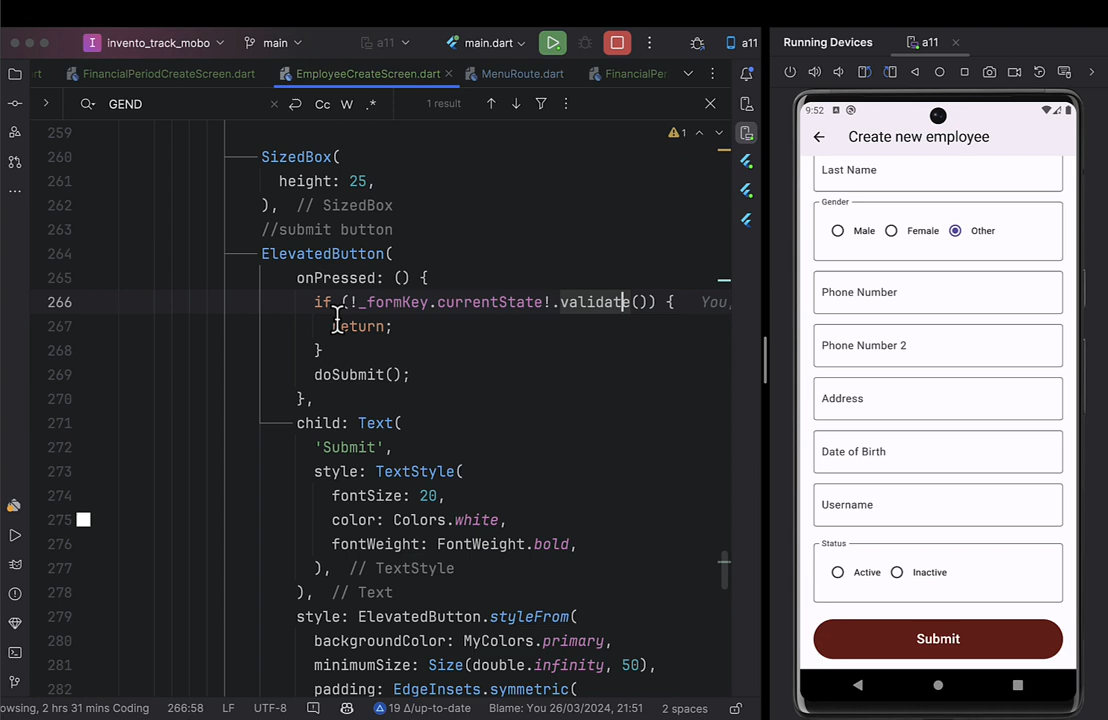 invento_track_mobo
main
a11
main.dart
a11
Running Devices
a11
rt
FinancialPeriodCreateScreen.dart
EmployeeCreateScreen.dart
MenuRoute.dart
FinancialPer
GEND
Cc
W
.*
1 result
259
260 SizedBox(
261 height: 25,
262 ), // SizedBox
263 //submit button
264 ElevatedButton(
265 onPressed: () {
266 if (!_formKey.currentState!.validate()) { You,
267 return;
268 }
269 doSubmit();
270 },
271 child: Text(
272 'Submit',
273 style: TextStyle(
274 fontSize: 20,
275 color: Colors.white,
276 fontWeight: FontWeight.bold,
277 ), // TextStyle
278 ), // Text
279 style: ElevatedButton.styleFrom(
280 backgroundColor: MyColors.primary,
281 minimumSize: Size(double.infinity, 50),
282 padding: EdgeInsets.symmetric(
1
owsing, 2 hrs 31 mins Coding
266:58
LF
UTF-8
19 Δ/up-to-date
Blame: You 26/03/2024, 21:51
2 spaces
9:52
Create new employee
Last Name
Gender
Male
Female
Other
Phone Number
Phone Number 2
Address
Date of Birth
Username
Status
Active
Inactive
Submit